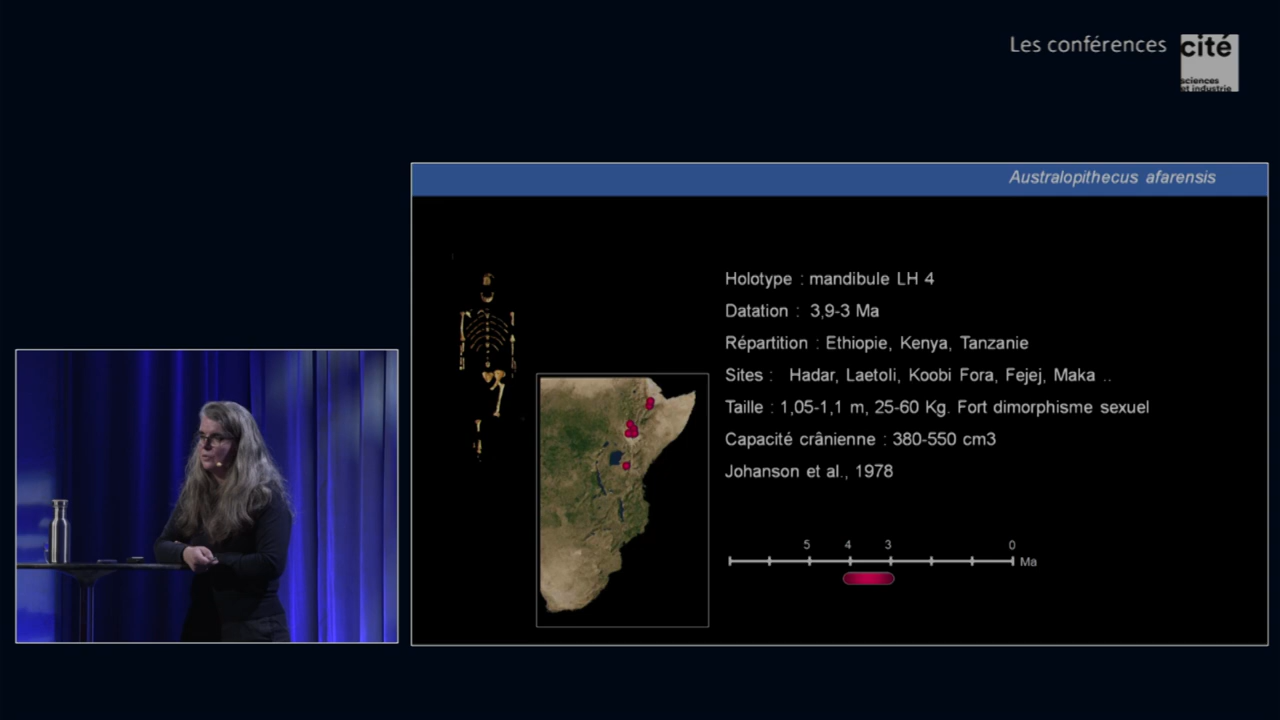 Les conférences
cité
sciences
et industrie
Australopithecus afarensis
Holotype : mandibule LH 4
Datation : 3,9-3 Ma
Répartition : Ethiopie, Kenya, Tanzanie
Sites : Hadar, Laetoli, Koobi Fora, Fejej, Maka ..
Taille : 1,05-1,1 m, 25-60 Kg. Fort dimorphisme sexuel
Capacité crânienne : 380-550 cm3
Johanson et al., 1978
5 4 3 0
Ma